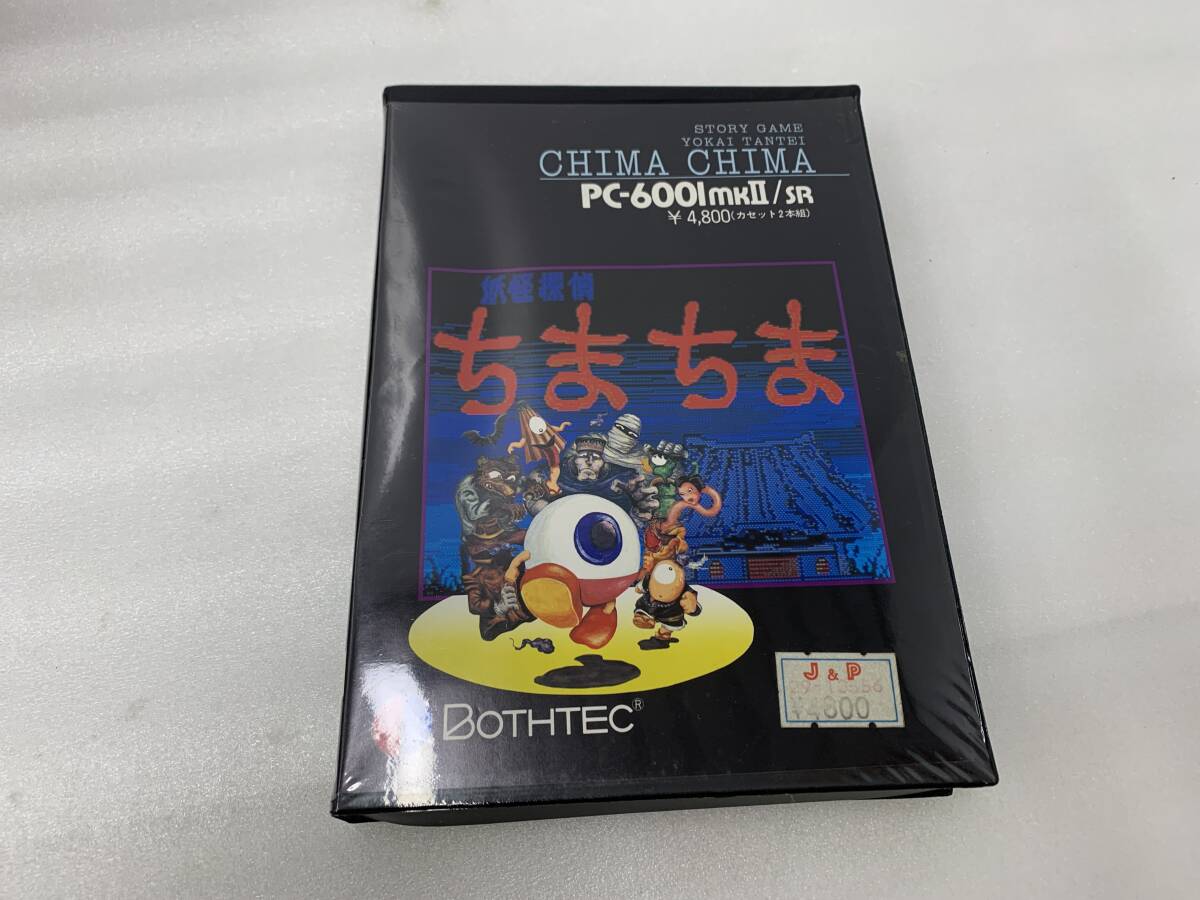 STORY GAME
YOKAI TANTEI
CHIMA CHIMA
PC-6001mkII/SR
¥4,800(カセット2本組)
妖怪探偵
ちまちま
BOTHTEC®
J & P
¥4800